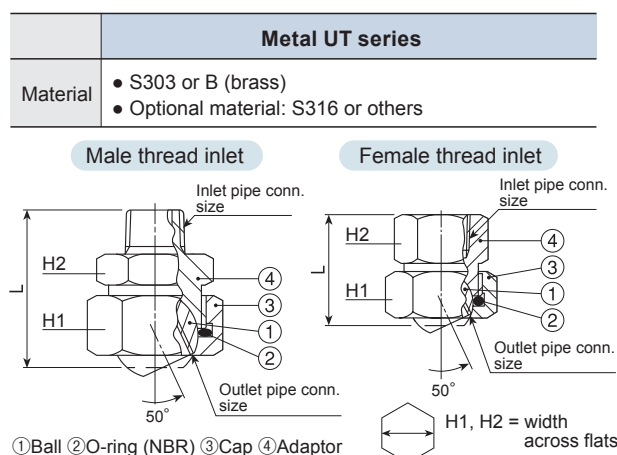 Metal UT series
Material
● S303 or B (brass)
● Optional material: S316 or others
Male thread inlet
Female thread inlet
Inlet pipe conn.
size
L
H2
H1
④
③
①
②
Outlet pipe conn.
size
50°
Inlet pipe conn.
size
L
H2
H1
④
③
①
②
Outlet pipe conn.
size
50°
①Ball ②O-ring (NBR) ③Cap ④Adaptor
H1, H2 = width
across flats